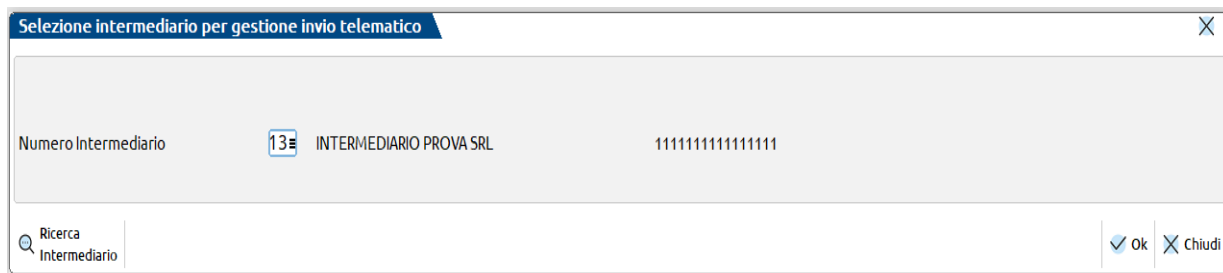 Selezione intermediario per gestione invio telematico
Numero Intermediario 13 INTERMEDIARIO PROVA SRL 1111111111111111
Ricerca
Intermediario
Ok Chiudi